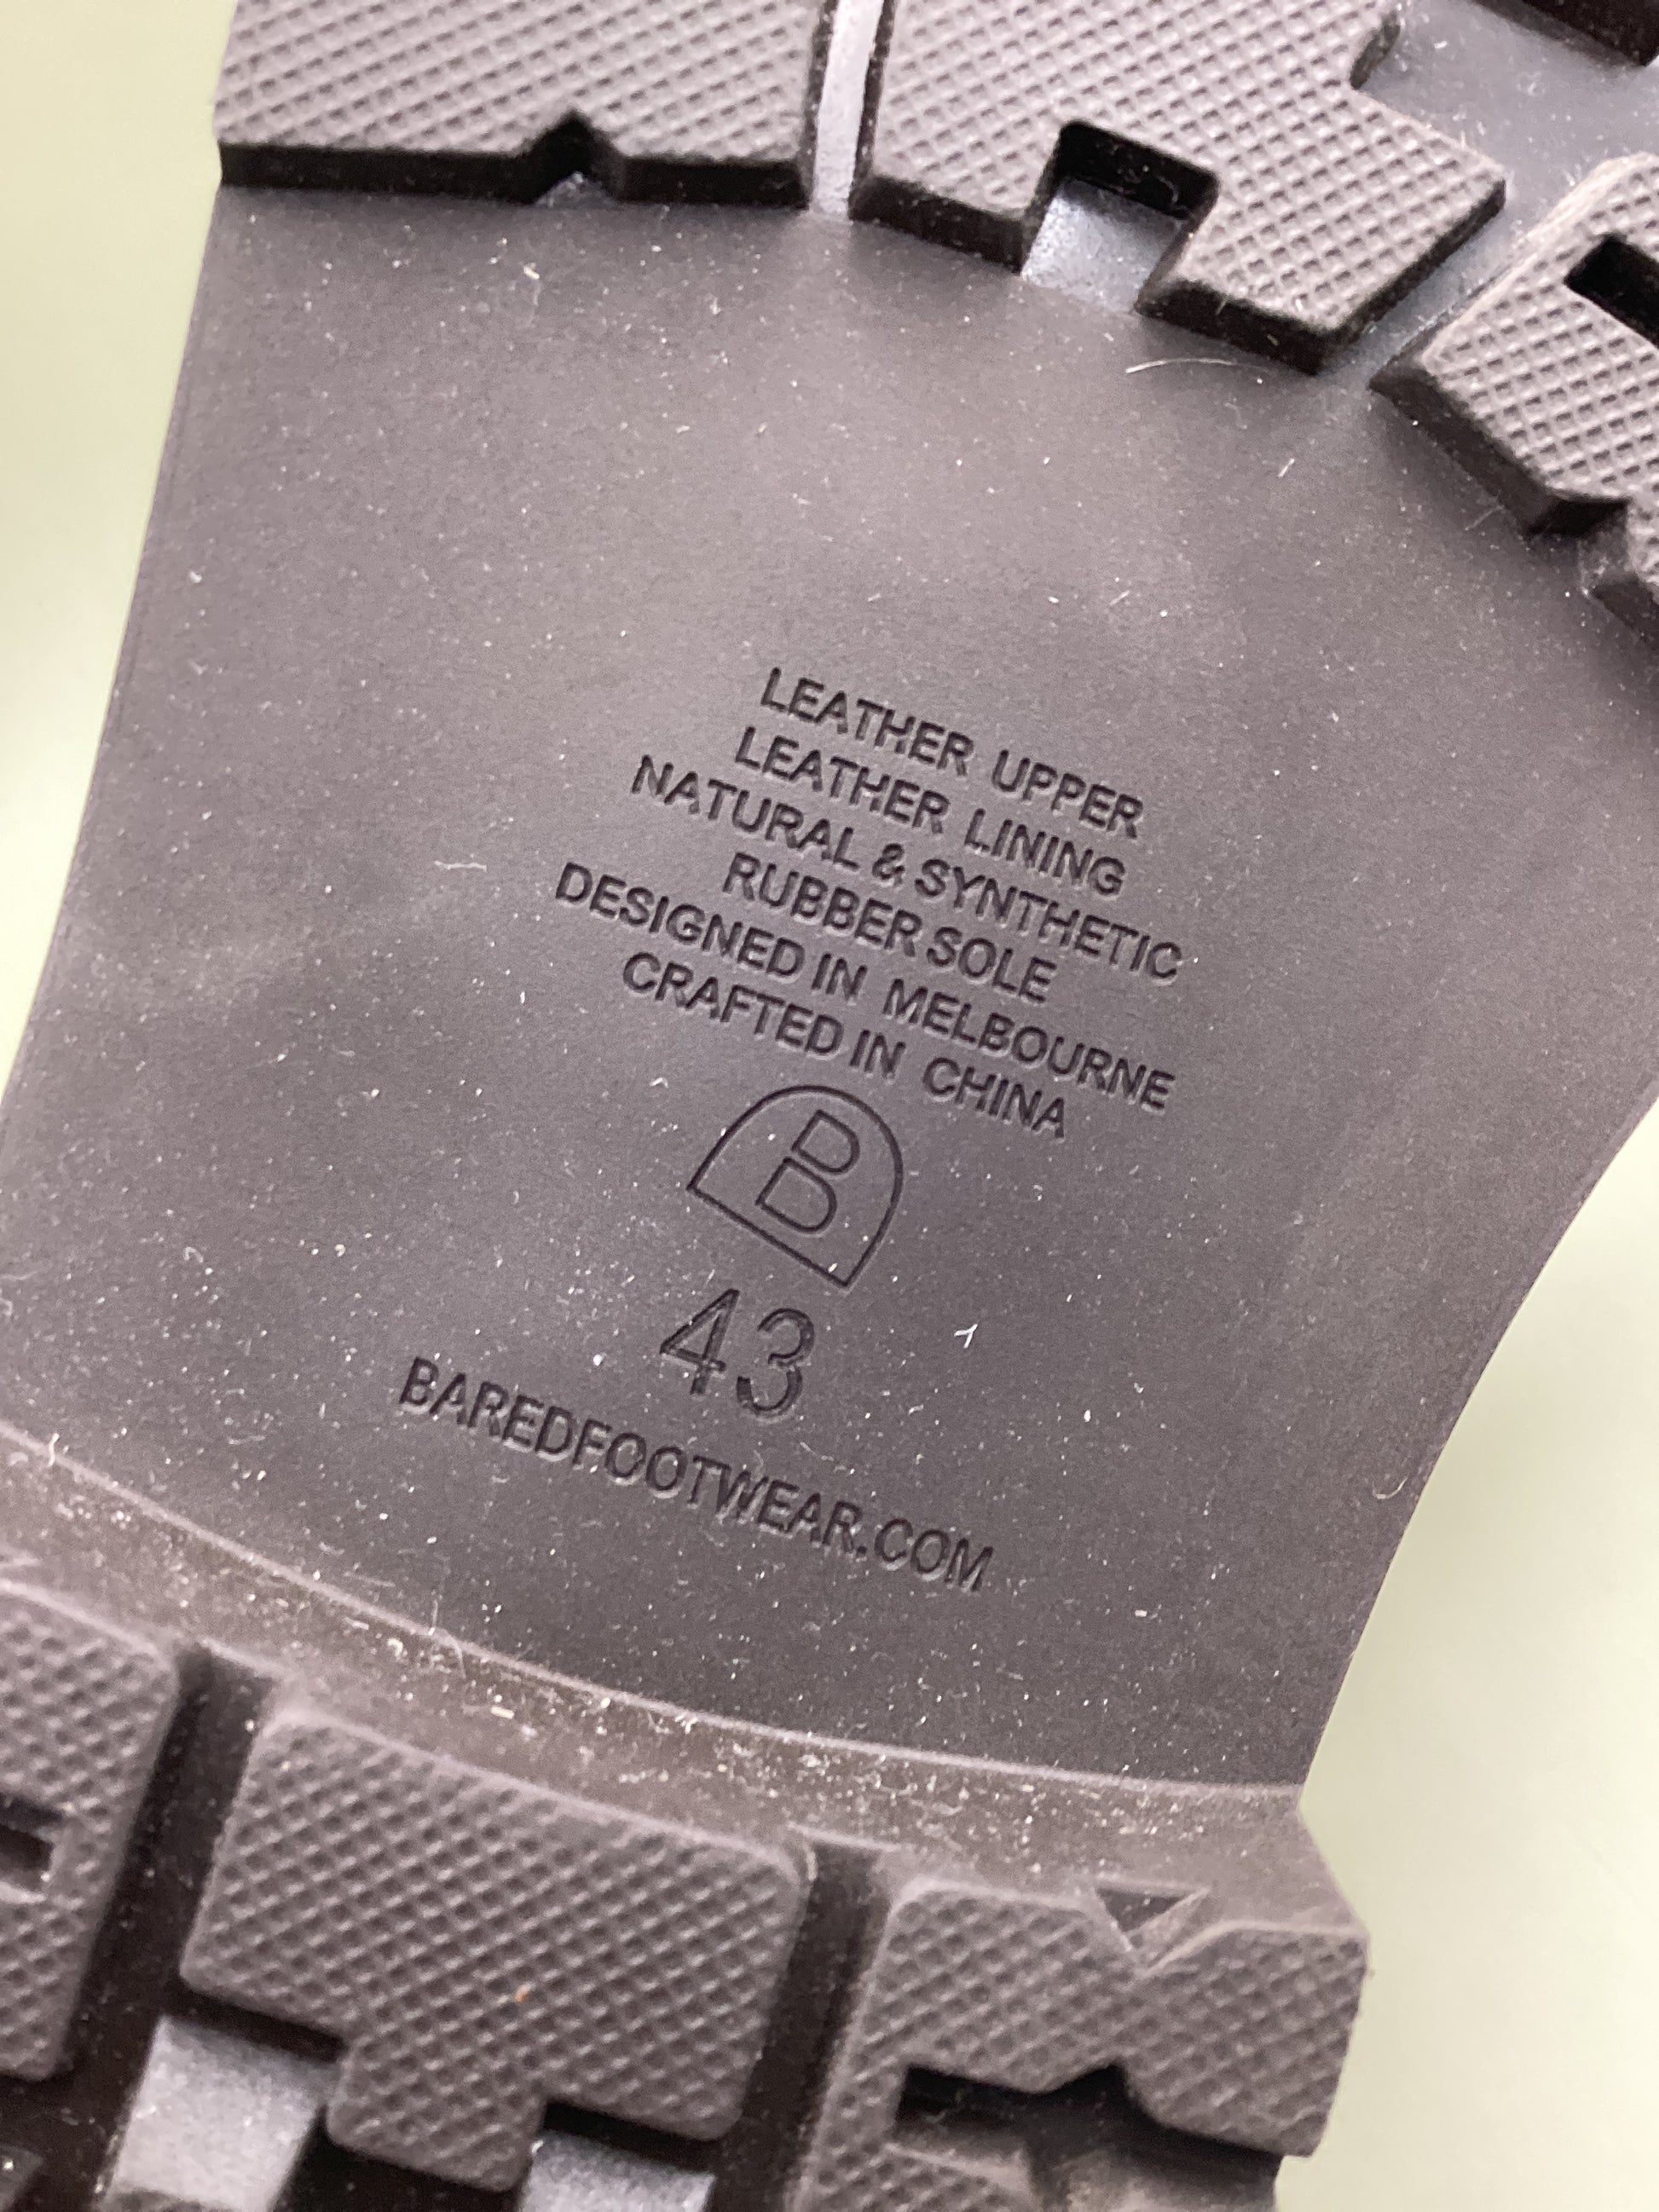 LEATHER UPPER
LEATHER LINING
NATURAL & SYNTHETIC
RUBBER SOLE
DESIGNED IN MELBOURNE
CRAFTED IN CHINA
B
43
BAREDFOOTWEAR.COM